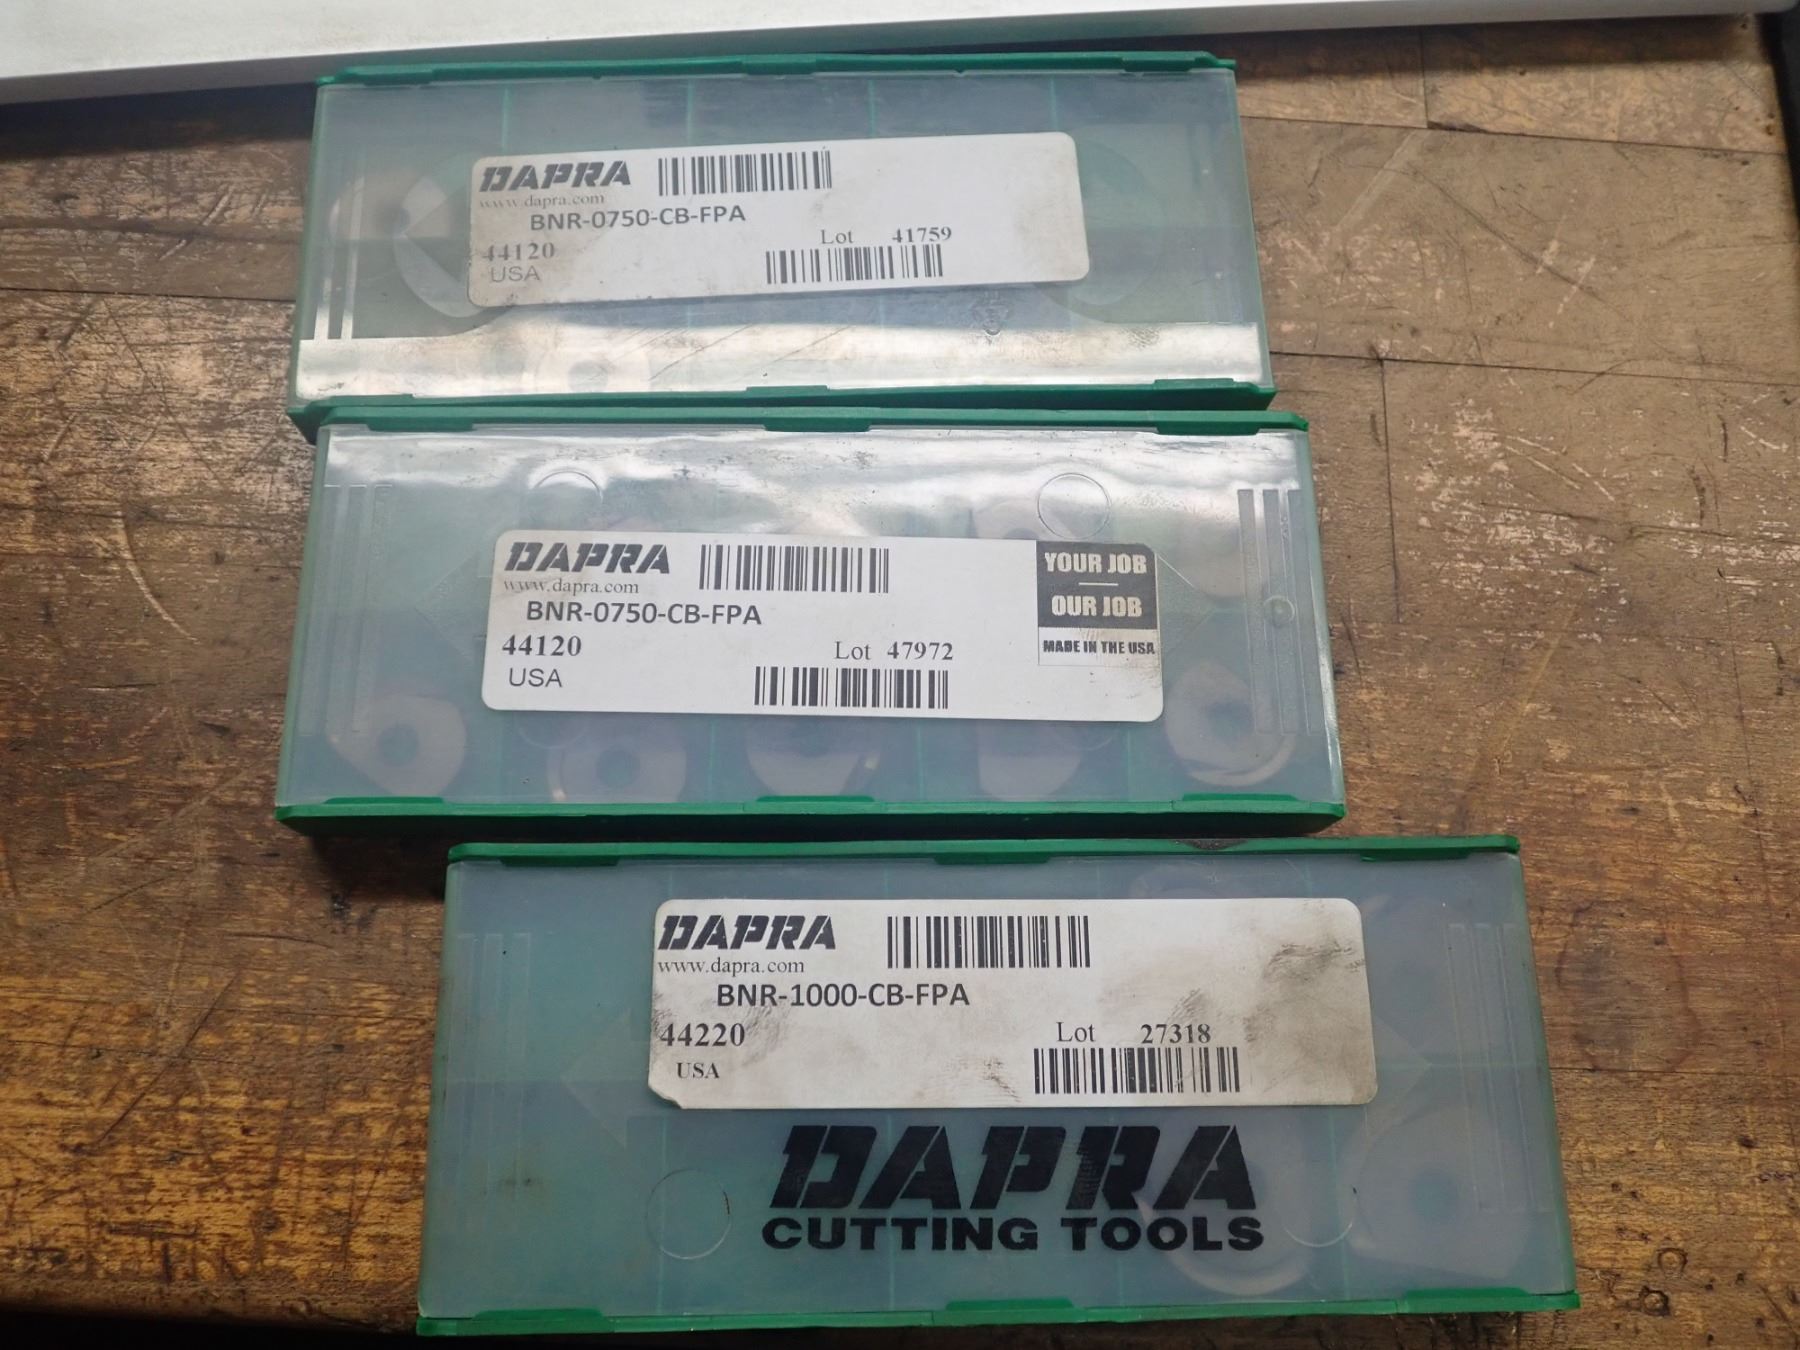 DAPRA
www.dapra.com
BNR-0750-CB-FPA
44120
Lot 41759
USA
DAPRA
www.dapra.com
BNR-0750-CB-FPA
44120
Lot 47972
USA
YOUR JOB
OUR JOB
MADE IN THE USA
DAPRA
www.dapra.com
BNR-1000-CB-FPA
44220
Lot 27318
USA
DAPRA
CUTTING TOOLS